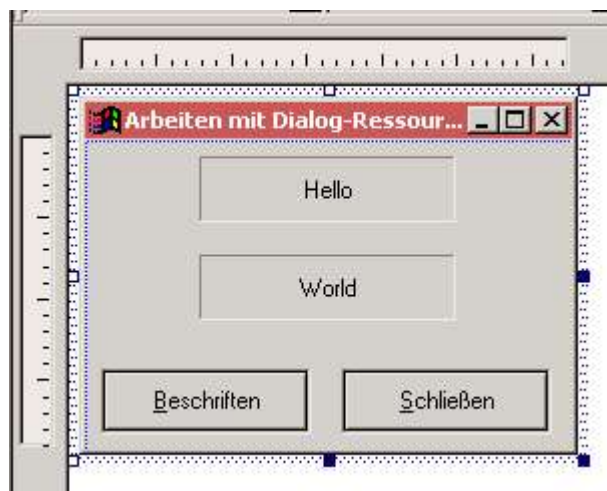 Arbeiten mit Dialog-Ressour...
Hello
World
Beschriften
Schließen